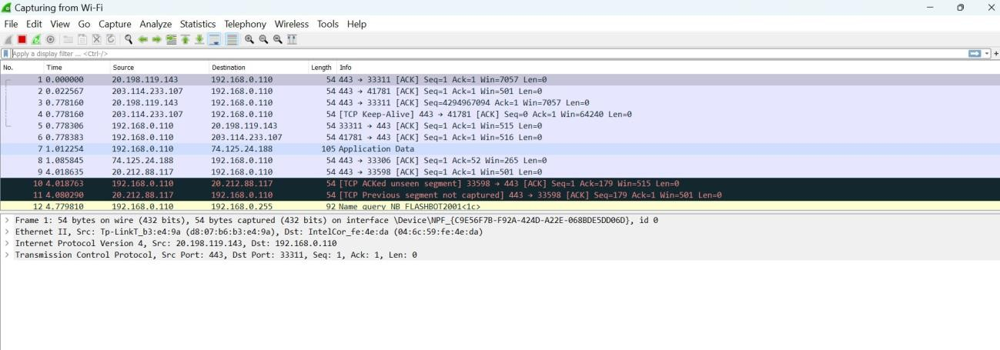 Capturing from Wi-Fi
File Edit View Go Capture Analyze Statistics Telephony Wireless Tools Help
Apply a display filter ... <Ctrl-/>
No. Time Source Destination Length Info
1 0.000000 20.198.119.143 192.168.0.110 54 443 → 33311 [ACK] Seq=1 Ack=1 Win=7057 Len=0
2 0.022567 203.114.233.107 192.168.0.110 54 443 → 41781 [ACK] Seq=1 Ack=1 Win=501 Len=0
3 0.778160 20.198.119.143 192.168.0.110 54 443 → 33311 [ACK] Seq=4294967094 Ack=1 Win=7057 Len=0
4 0.778160 203.114.233.107 192.168.0.110 54 [TCP Keep-Alive] 443 → 41781 [ACK] Seq=0 Ack=1 Win=64240 Len=0
5 0.778306 192.168.0.110 20.198.119.143 54 33311 → 443 [ACK] Seq=1 Ack=1 Win=515 Len=0
6 0.778383 192.168.0.110 203.114.233.107 54 41781 → 443 [ACK] Seq=1 Ack=1 Win=516 Len=0
7 1.012254 192.168.0.110 74.125.24.188 105 Application Data
8 1.085845 74.125.24.188 192.168.0.110 54 443 → 33306 [ACK] Seq=1 Ack=52 Win=265 Len=0
9 4.018635 20.212.88.117 192.168.0.110 54 443 → 33598 [ACK] Seq=1 Ack=1 Win=501 Len=0
10 4.018763 192.168.0.110 20.212.88.117 54 [TCP ACKed unseen segment] 33598 → 443 [ACK] Seq=1 Ack=179 Win=515 Len=0
11 4.080290 20.212.88.117 192.168.0.110 54 [TCP Previous segment not captured] 443 → 33598 [ACK] Seq=179 Ack=1 Win=501 Len=0
12 4.779810 192.168.0.110 192.168.0.255 92 Name query NB FLASHBOT2001<1c>
> Frame 1: 54 bytes on wire (432 bits), 54 bytes captured (432 bits) on interface \Device\NPF_{C9E56F7B-F92A-424D-A22E-068BDE5DD06D}, id 0
> Ethernet II, Src: Tp-LinkT_b3:e4:9a (d8:07:b6:b3:e4:9a), Dst: IntelCor_fe:4e:da (04:6c:59:fe:4e:da)
> Internet Protocol Version 4, Src: 20.198.119.143, Dst: 192.168.0.110
> Transmission Control Protocol, Src Port: 443, Dst Port: 33311, Seq: 1, Ack: 1, Len: 0